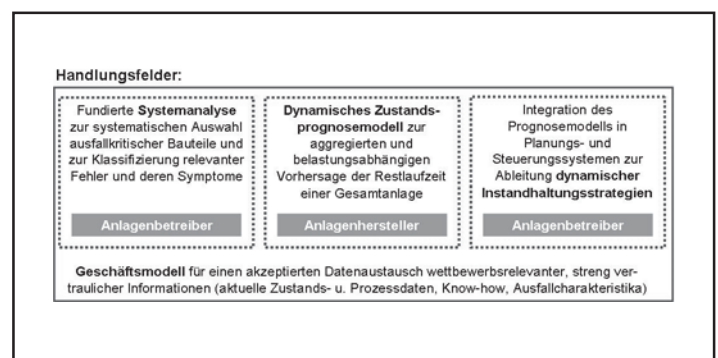 Handlungsfelder:
Fundierte Systemanalyse
zur systematischen Auswahl
ausfallkritischer Bauteile und
zur Klassifizierung relevanter
Fehler und deren Symptome
Anlagenbetreiber
Dynamisches Zustands-
prognosemodell zur
aggregierten und
belastungsabhängigen
Vorhersage der Restlaufzeit
einer Gesamtanlage
Anlagenhersteller
Integration des
Prognosemodells in
Planungs- und
Steuerungssystemen zur
Ableitung dynamischer
Instandhaltungsstrategien
Anlagenbetreiber
Geschäftsmodell für einen akzeptierten Datenaustausch wettbewerbsrelevanter, streng ver-
traulicher Informationen (aktuelle Zustands- u. Prozessdaten, Know-how, Ausfallcharakteristika)